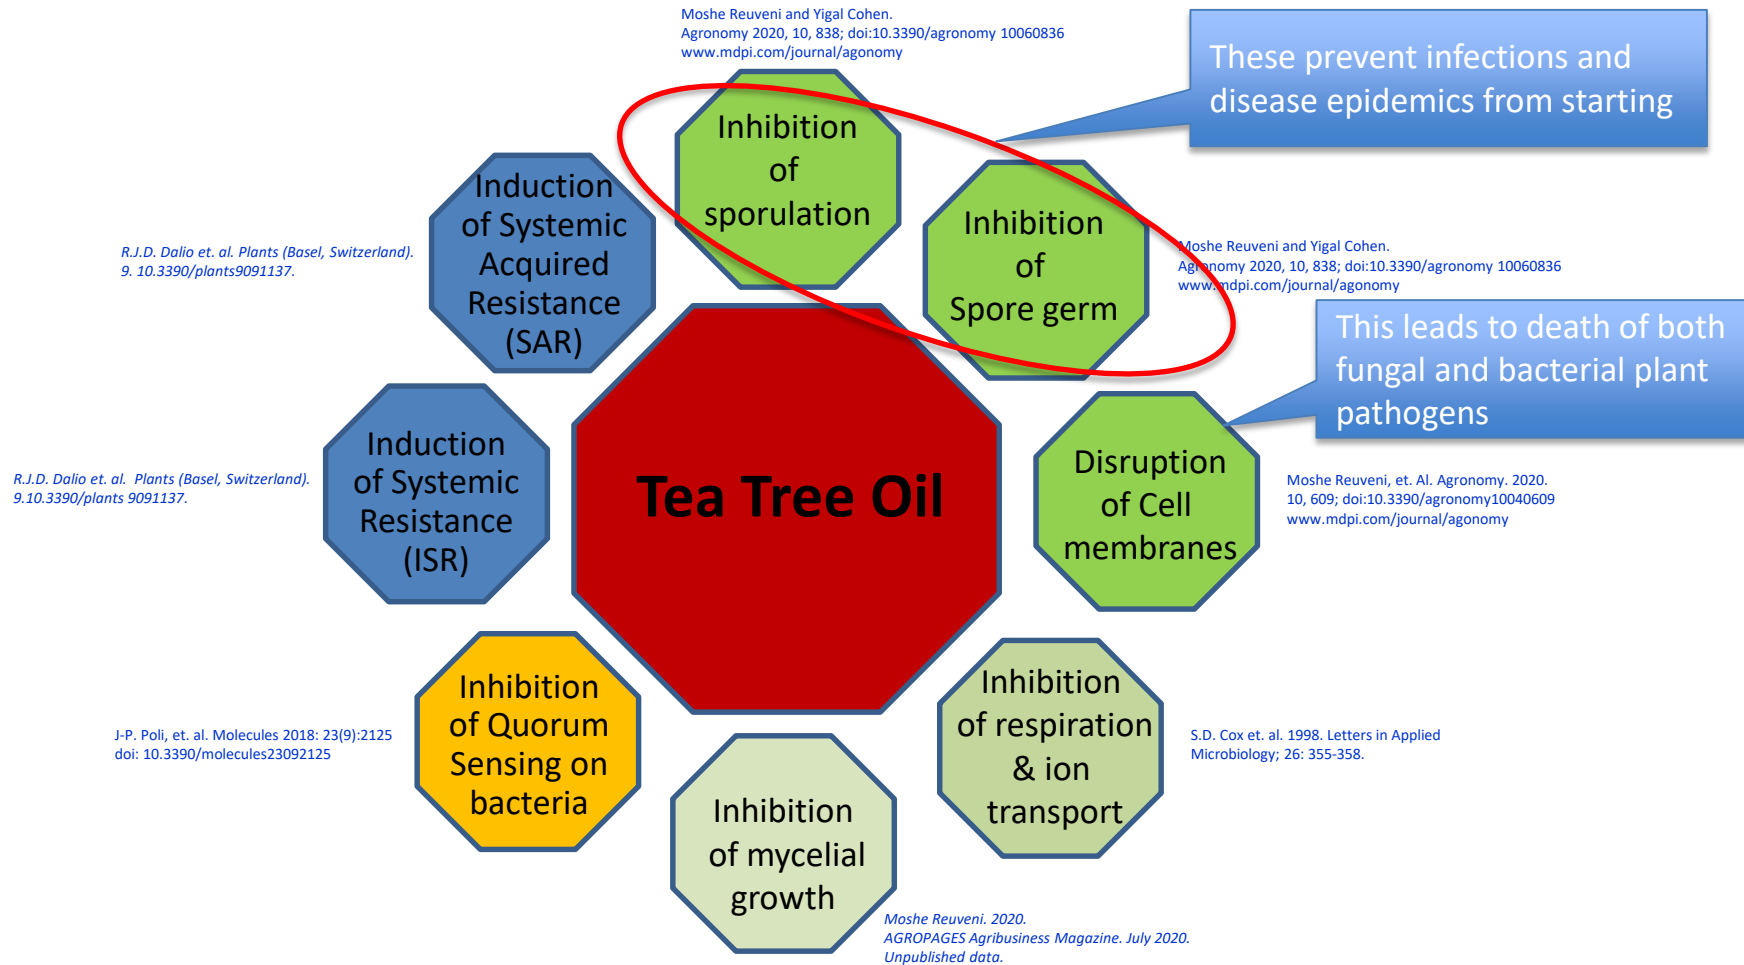 Moshe Reuveni and Yigal Cohen.
Agronomy 2020, 10, 838; doi:10.3390/agronomy 10060836
www.mdpi.com/journal/agonomy
These prevent infections and
disease epidemics from starting
Inhibition
of
sporulation
Induction
of Systemic
Acquired
Resistance
(SAR)
R.J.D. Dalio et. al. Plants (Basel, Switzerland).
9. 10.3390/plants9091137.
Inhibition
of
Spore germ
Moshe Reuveni and Yigal Cohen.
Agronomy 2020, 10, 838; doi:10.3390/agronomy 10060836
www.mdpi.com/journal/agonomy
This leads to death of both
fungal and bacterial plant
pathogens
Induction
of Systemic
Resistance
(ISR)
R.J.D. Dalio et. al.  Plants (Basel, Switzerland).
9.10.3390/plants 9091137.
Tea Tree Oil
Disruption
of Cell
membranes
Moshe Reuveni, et. Al. Agronomy. 2020.
10, 609; doi:10.3390/agronomy10040609
www.mdpi.com/journal/agonomy
Inhibition
of Quorum
Sensing on
bacteria
J-P. Poli, et. al. Molecules 2018: 23(9):2125
doi: 10.3390/molecules23092125
Inhibition
of respiration
& ion
transport
S.D. Cox et. al. 1998. Letters in Applied
Microbiology; 26: 355-358.
Inhibition
of mycelial
growth
Moshe Reuveni. 2020.
AGROPAGES Agribusiness Magazine. July 2020.
Unpublished data.